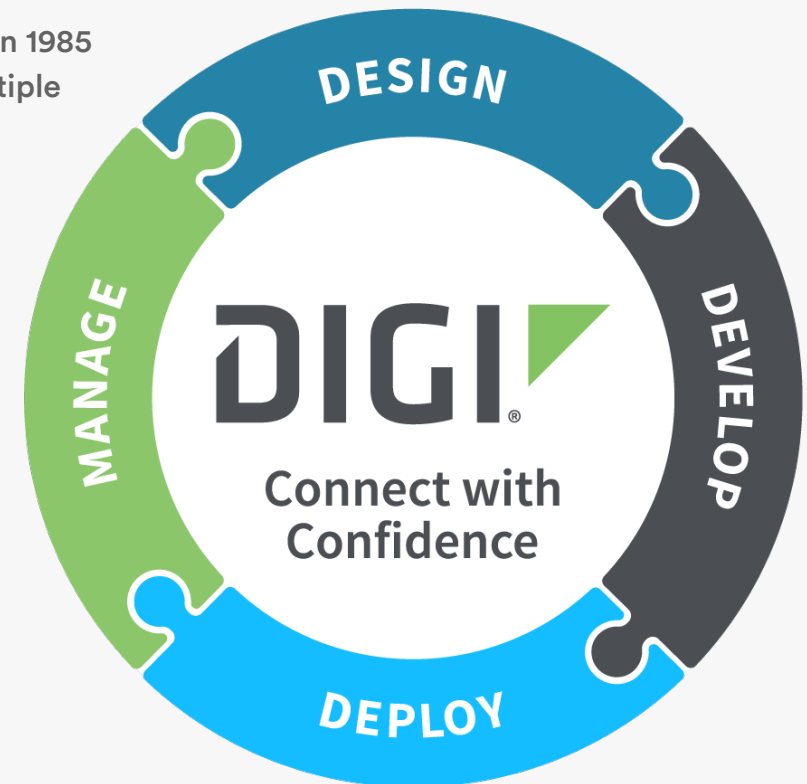 n 1985
tiple
DESIGN
DEVELOP
MANAGE
DIGI®
Connect with
Confidence
DEPLOY